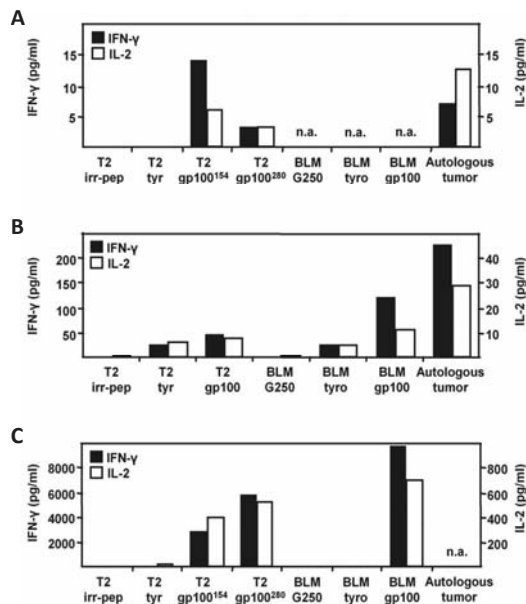 A
IFN-γ
IL-2
IFN-γ (pg/ml)
15
10
5
15
10
5
IL-2 (pg/ml)
n.a. n.a. n.a.
T2 T2 T2 T2 BLM BLM BLM Autologous
irr-pep tyr gp100¹⁵⁴ gp100²⁸⁰ G250 tyro gp100 tumor
B
IFN-γ
IL-2
IFN-γ (pg/ml)
200
150
100
50
40
30
20
10
IL-2 (pg/ml)
T2 T2 T2 BLM BLM BLM Autologous
irr-pep tyr gp100 G250 tyro gp100 tumor
C
IFN-γ
IL-2
IFN-γ (pg/ml)
8000
6000
4000
2000
800
600
400
200
IL-2 (pg/ml)
n.a.
T2 T2 T2 T2 BLM BLM BLM Autologous
irr-pep tyr gp100¹⁵⁴ gp100²⁸⁰ G250 tyro gp100 tumor